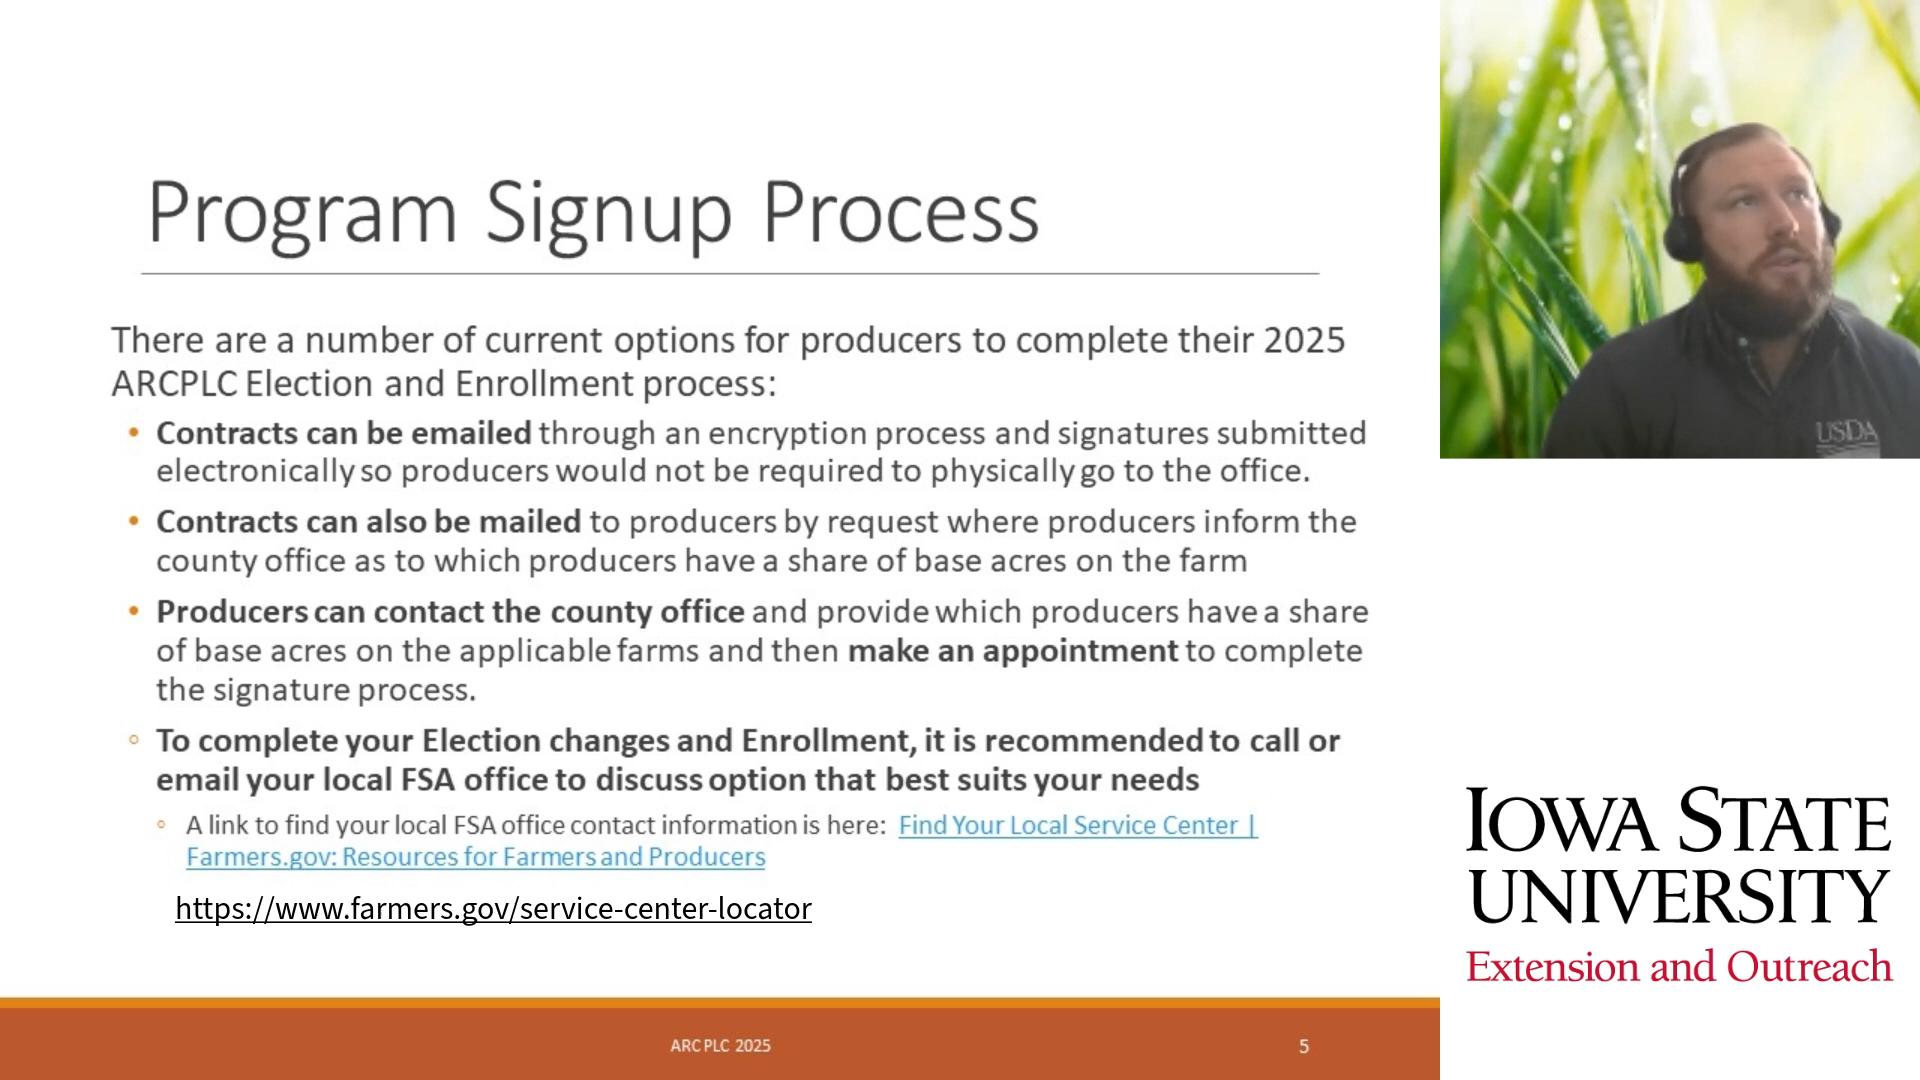 Program Signup Process
There are a number of current options for producers to complete their 2025
ARCPLC Election and Enrollment process:
• Contracts can be emailed through an encryption process and signatures submitted
electronically so producers would not be required to physically go to the office.
• Contracts can also be mailed to producers by request where producers inform the
county office as to which producers have a share of base acres on the farm
• Producers can contact the county office and provide which producers have a share
of base acres on the applicable farms and then make an appointment to complete
the signature process.
◦ To complete your Election changes and Enrollment, it is recommended to call or
email your local FSA office to discuss option that best suits your needs
◦ A link to find your local FSA office contact information is here: Find Your Local Service Center |
Farmers.gov: Resources for Farmers and Producers
https://www.farmers.gov/service-center-locator
ARCPLC 2025
5
USDA
IOWA STATE
UNIVERSITY
Extension and Outreach